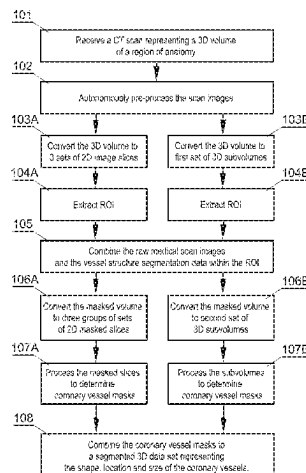 101
Receive a CT scan representing a 3D volume
of a region of anatomy
102
Autonomously pre-process the scan images
103A
Convert the 3D volume to
3 sets of 2D image slices
103B
Convert the 3D volume to
first set of 3D subvolumes
104A
Extract ROI
104B
Extract ROI
105
Combine the raw medical scan images
and the vessel structure segmentation data within the ROI
106A
Convert the masked volume
to three groups of sets
of 2D masked slices
106B
Convert the masked volume
to second set of
3D subvolumes
107A
Process the masked slices
to determine
coronary vessel masks
107B
Process the subvolumes
to determine
coronary vessel masks
108
Combine the coronary vessel masks to
a segmented 3D data set representing
the shape, location and size of the coronary vessels.